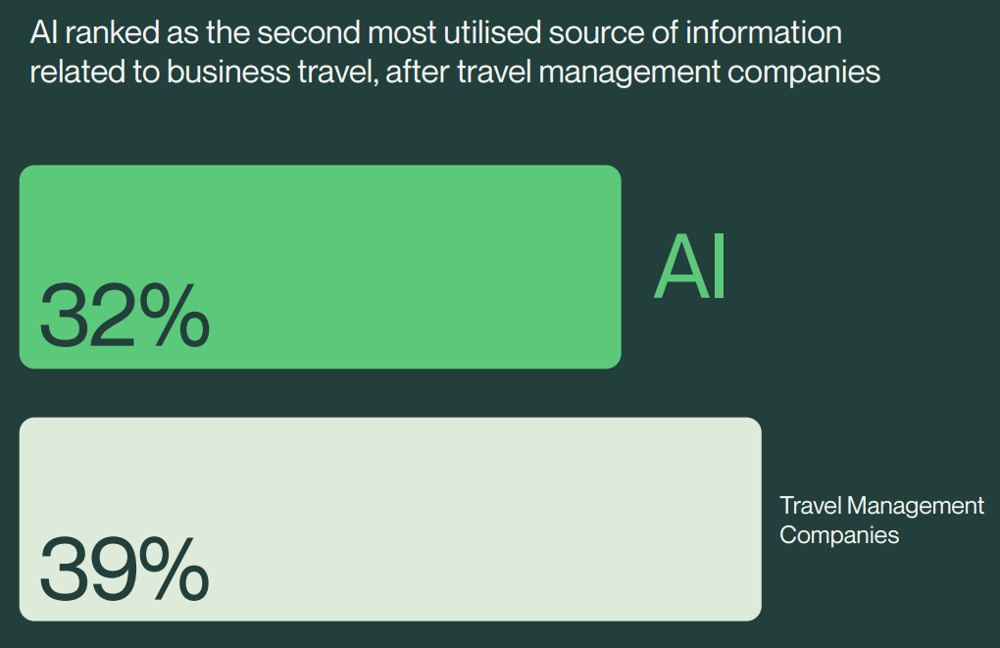 AI ranked as the second most utilised source of information
related to business travel, after travel management companies
32%
AI
39%
Travel Management
Companies